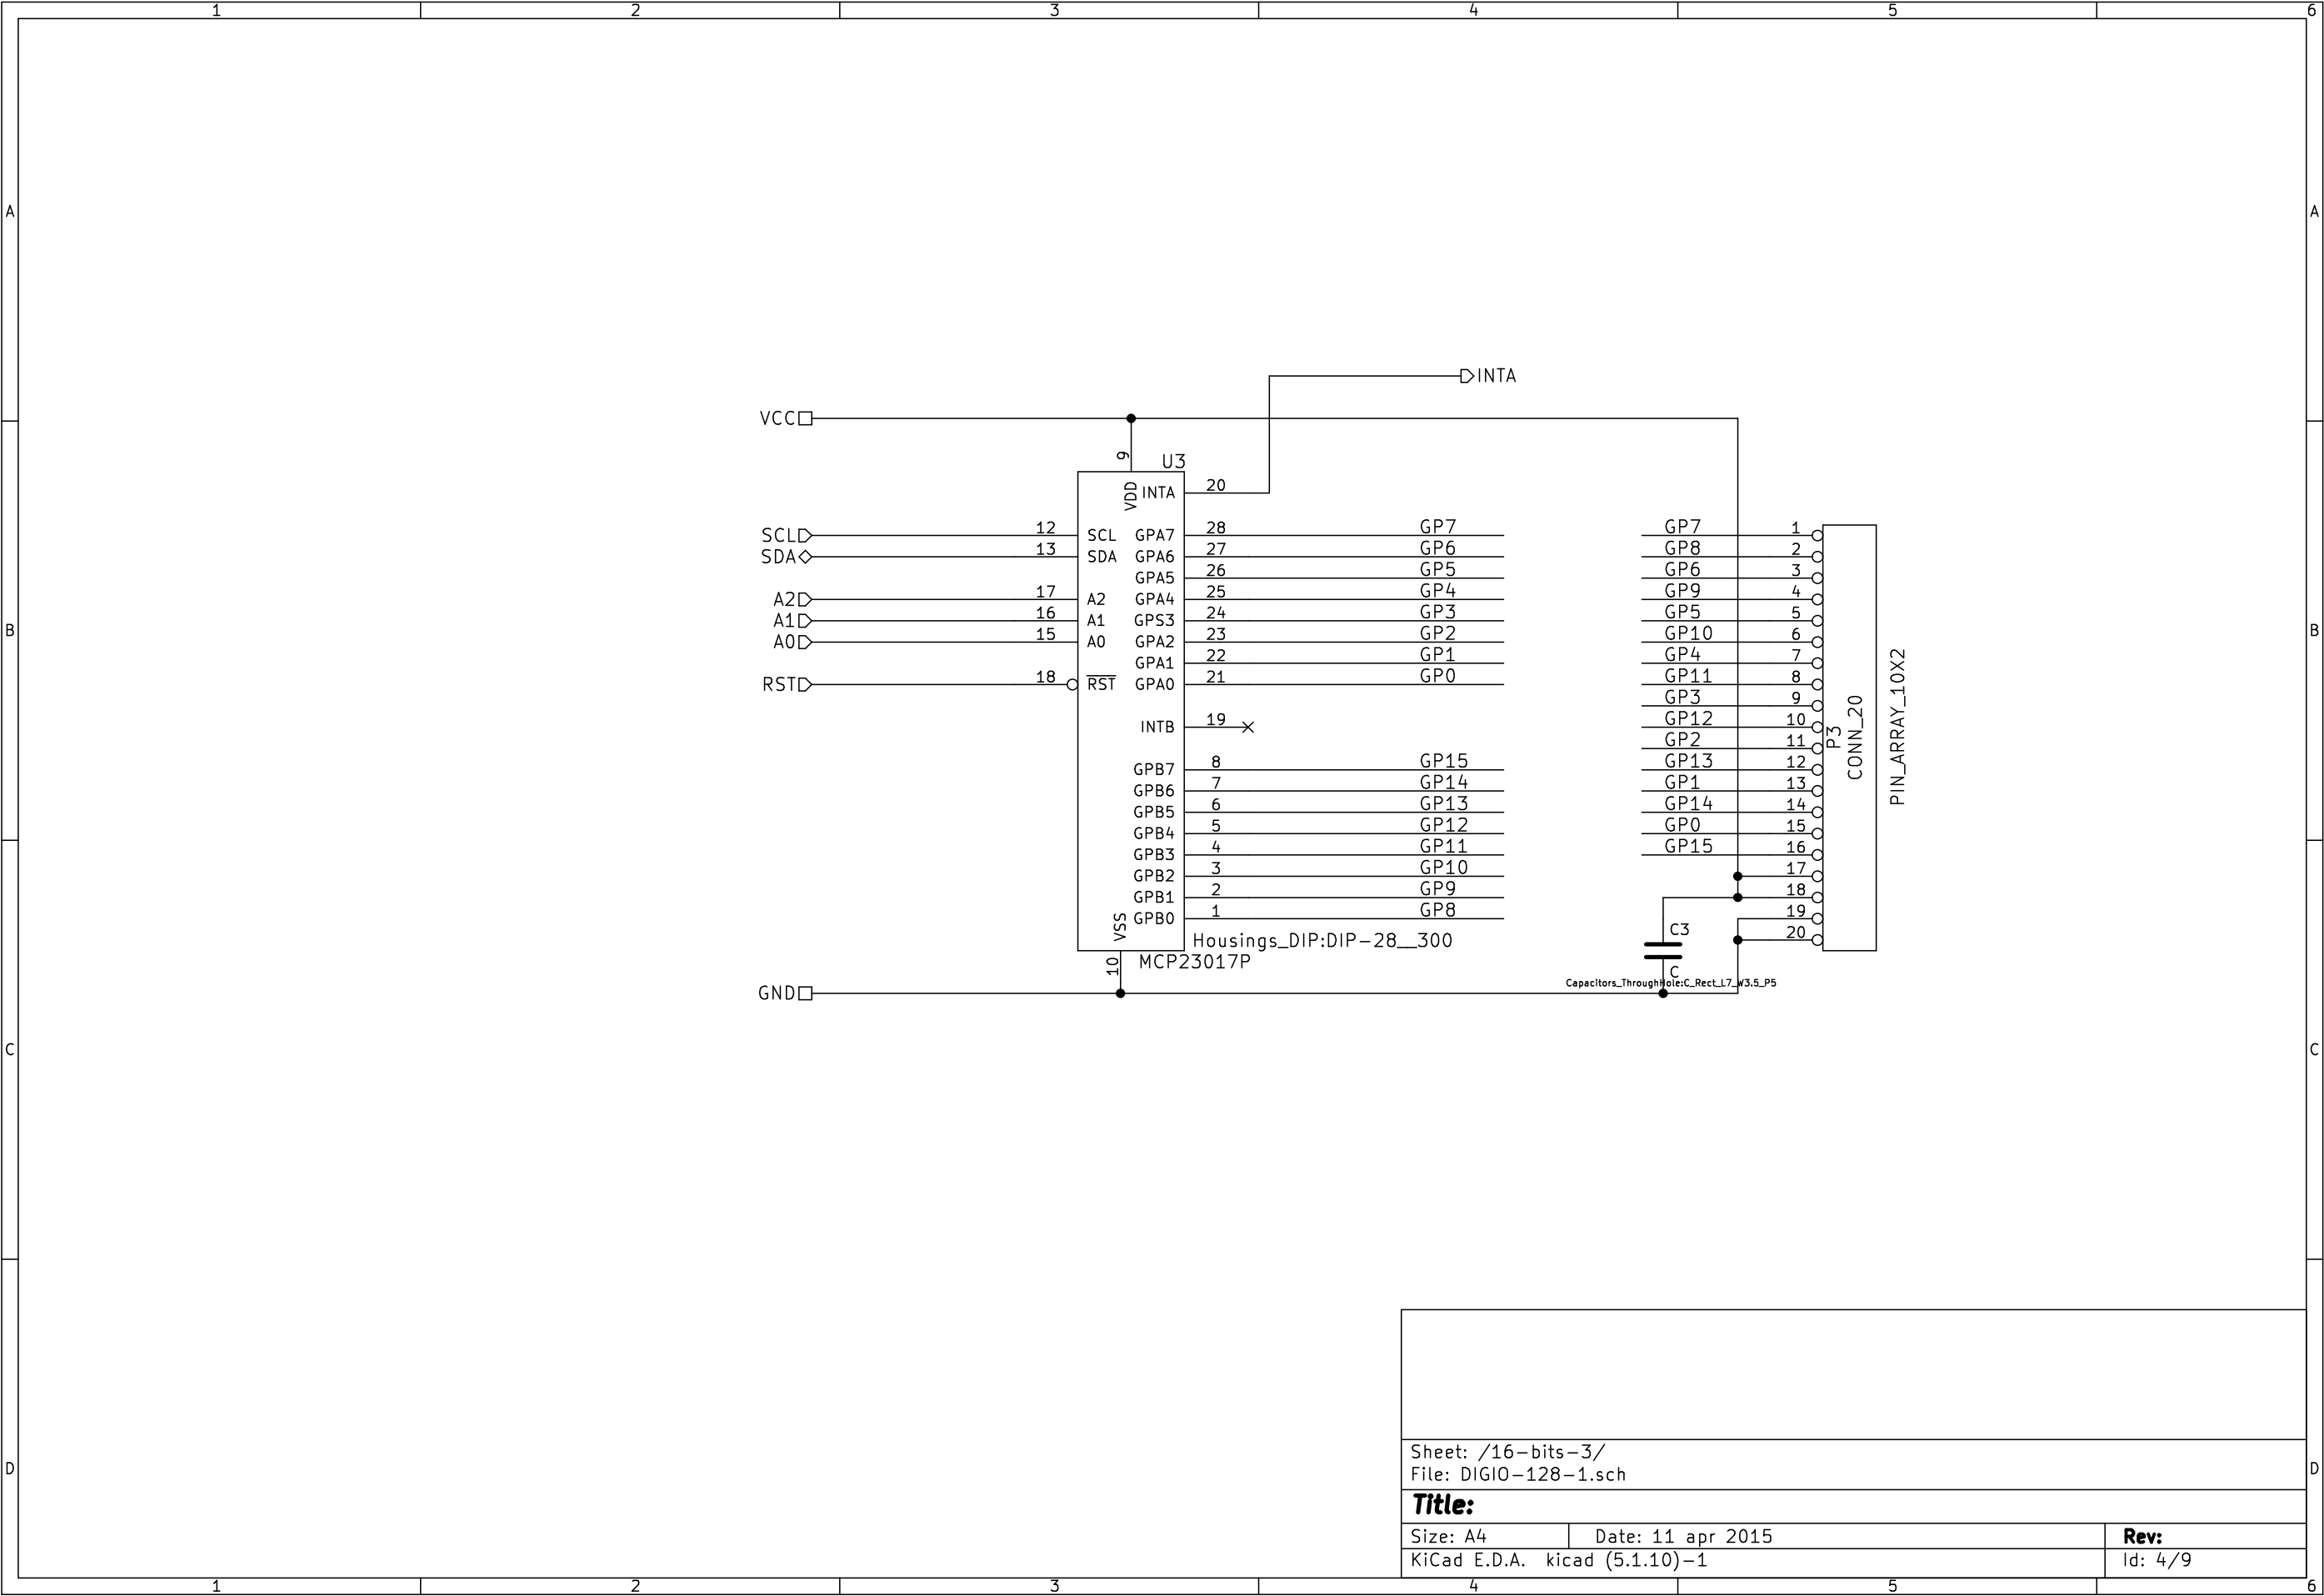 1 2 3 4 5 6
A A
INTA
VCC
9
U3
VDD INTA 20
SCL 12 SCL GPA7 28 GP7 GP7 1
SDA 13 SDA GPA6 27 GP6 GP8 2
GPA5 26 GP5 GP6 3
A2 17 A2 GPA4 25 GP4 GP9 4
A1 16 A1 GPS3 24 GP3 GP5 5
B B
A0 15 A0 GPA2 23 GP2 GP10 6
GPA1 22 GP1 GP4 7
RST 18 RST GPA0 21 GP0 GP11 8
GP3 9
INTB 19 GP12 10
GP2 11
P3
CONN_20
PIN_ARRAY_10X2
GPB7 8 GP15 GP13 12
GPB6 7 GP14 GP1 13
GPB5 6 GP13 GP14 14
GPB4 5 GP12 GP0 15
GPB3 4 GP11 GP15 16
GPB2 3 GP10 17
GPB1 2 GP9 18
VSS GPB0 1 GP8 19
C3
20
Housings_DIP:DIP-28__300
MCP23017P
10
C
Capacitors_ThroughHole:C_Rect_L7_W3.5_P5
GND
C C
Sheet: /16-bits-3/
File: DIGIO-128-1.sch
D D
Title:
Size: A4 Date: 11 apr 2015 Rev:
KiCad E.D.A. kicad (5.1.10)-1 Id: 4/9
1 2 3 4 5 6